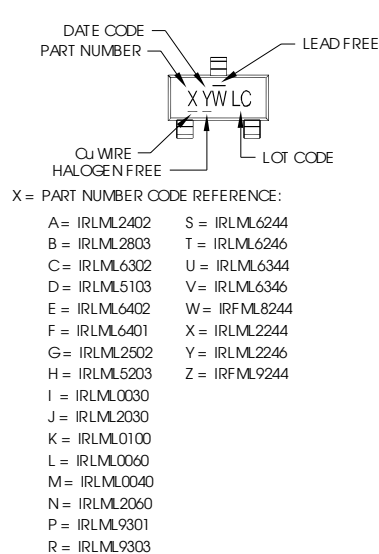 DATE CODE
PART NUMBER
LEAD FREE
X YW LC
Cu WIRE
HALOGEN FREE
LOT CODE
X = PART NUMBER CODE REFERENCE:
A = IRLML2402
B = IRLML2803
C = IRLML6302
D = IRLML5103
E = IRLML6402
F = IRLML6401
G = IRLML2502
H = IRLML5203
I = IRLML0030
J = IRLML2030
K = IRLML0100
L = IRLML0060
M = IRLML0040
N = IRLML2060
P = IRLML9301
R = IRLML9303
S = IRLML6244
T = IRLML6246
U = IRLML6344
V = IRLML6346
W = IRFML8244
X = IRLML2244
Y = IRLML2246
Z = IRFML9244